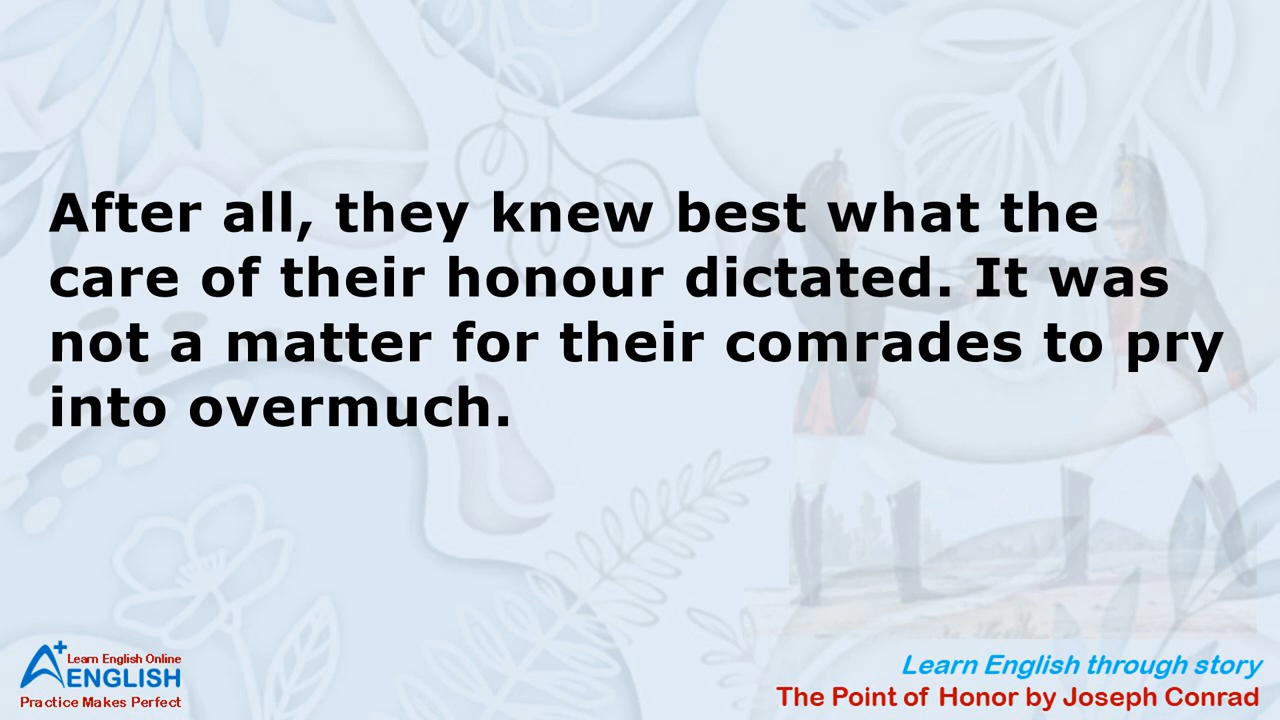 After all, they knew best what the
care of their honour dictated. It was
not a matter for their comrades to pry
into overmuch.
A+ Learn English Online
ENGLISH
Practice Makes Perfect
Learn English through story
The Point of Honor by Joseph Conrad